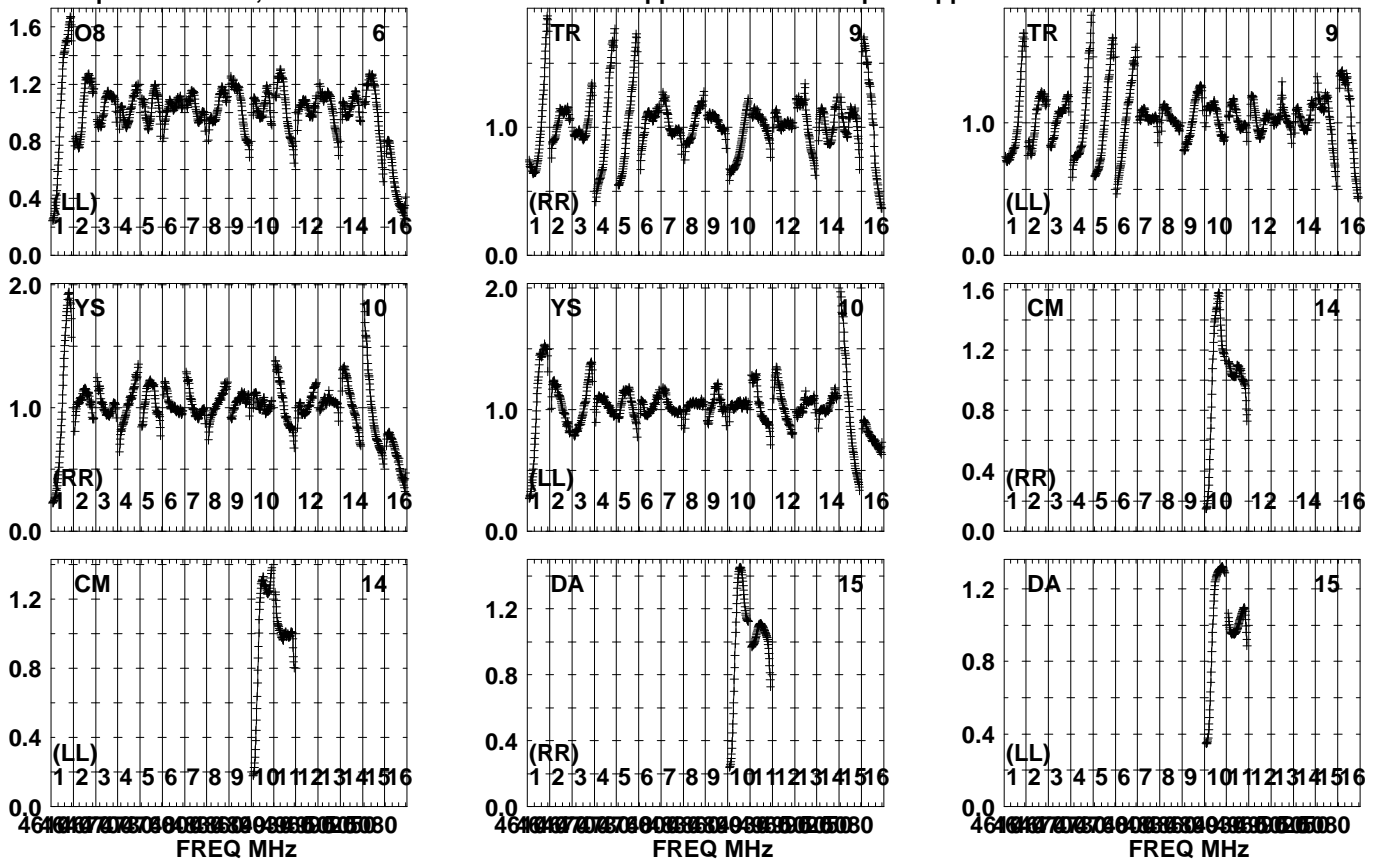 1.6 O8 6
1.2
0.8
0.4 (LL)
1 2 3 4 5 6 7 8 9 10 12 14 16
0.0
TR 9
1.0
(RR)
1 2 3 4 5 6 7 8 9 10 12 14 16
0.0
TR 9
1.0
(LL)
1 2 3 4 5 6 7 8 9 10 12 14 16
0.0
2.0 YS 10
1.0
(RR)
1 2 3 4 5 6 7 8 9 10 12 14 16
0.0
2.0 YS 10
1.0
(LL)
1 2 3 4 5 6 7 8 9 10 12 14 16
0.0
1.6 CM 14
1.2
0.8
0.4 (RR)
1 2 3 4 5 6 7 8 9 10 12 14 16
0.0
CM 14
1.2
0.8
0.4 (LL)
1 2 3 4 5 6 7 8 9 10 11 12 13 14 15 16
0.0
FREQ MHz
DA 15
1.2
0.8
0.4 (RR)
1 2 3 4 5 6 7 8 9 10 11 12 13 14 15 16
0.0
FREQ MHz
DA 15
1.2
0.8
0.4 (LL)
1 2 3 4 5 6 7 8 9 10 11 12 13 14 15 16
0.0
FREQ MHz